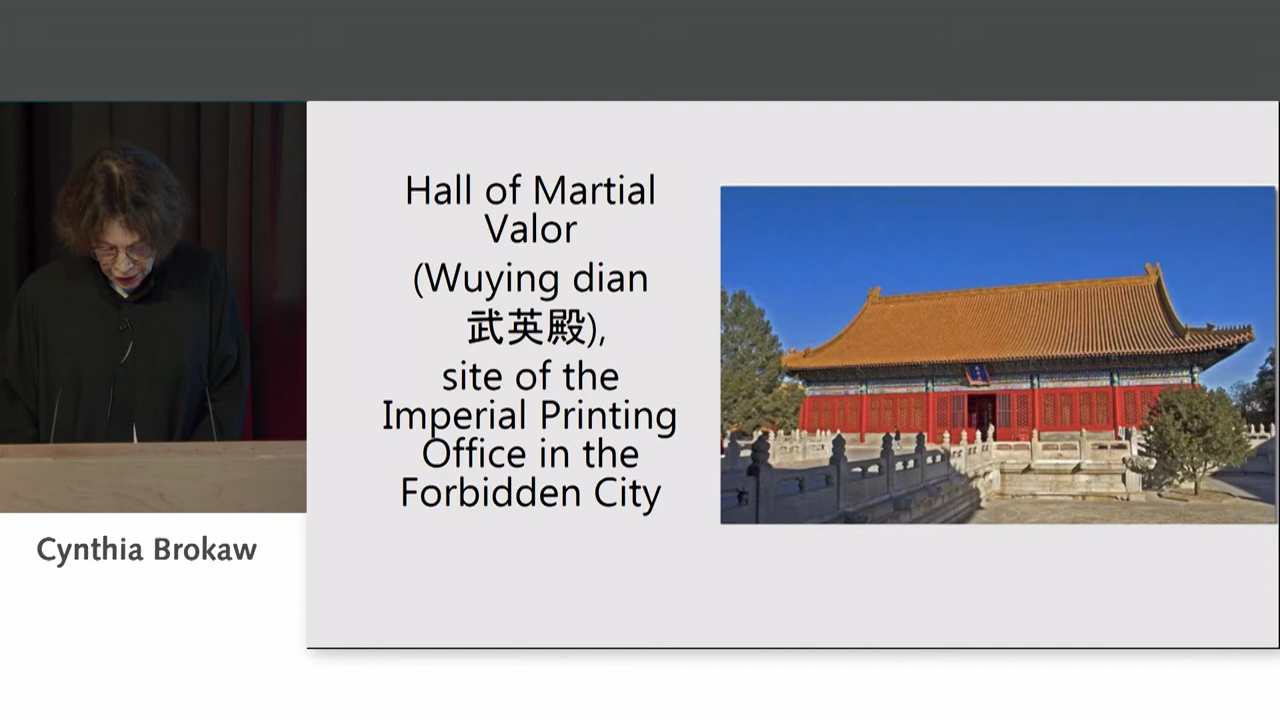 Hall of Martial
Valor
(Wuying dian
武英殿),
site of the
Imperial Printing
Office in the
Forbidden City
Cynthia Brokaw